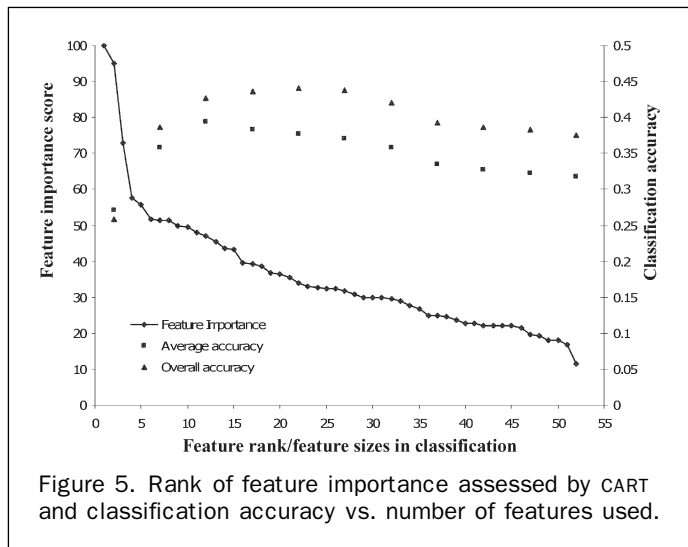 100
90
80
70
60
50
40
30
20
10
0
Feature importance score
0.5
0.45
0.4
0.35
0.3
0.25
0.2
0.15
0.1
0.05
0
Classification accuracy
Feature Importance
Average accuracy
Overall accuracy
0 5 10 15 20 25 30 35 40 45 50 55
Feature rank/feature sizes in classification
Figure 5. Rank of feature importance assessed by CART
and classification accuracy vs. number of features used.